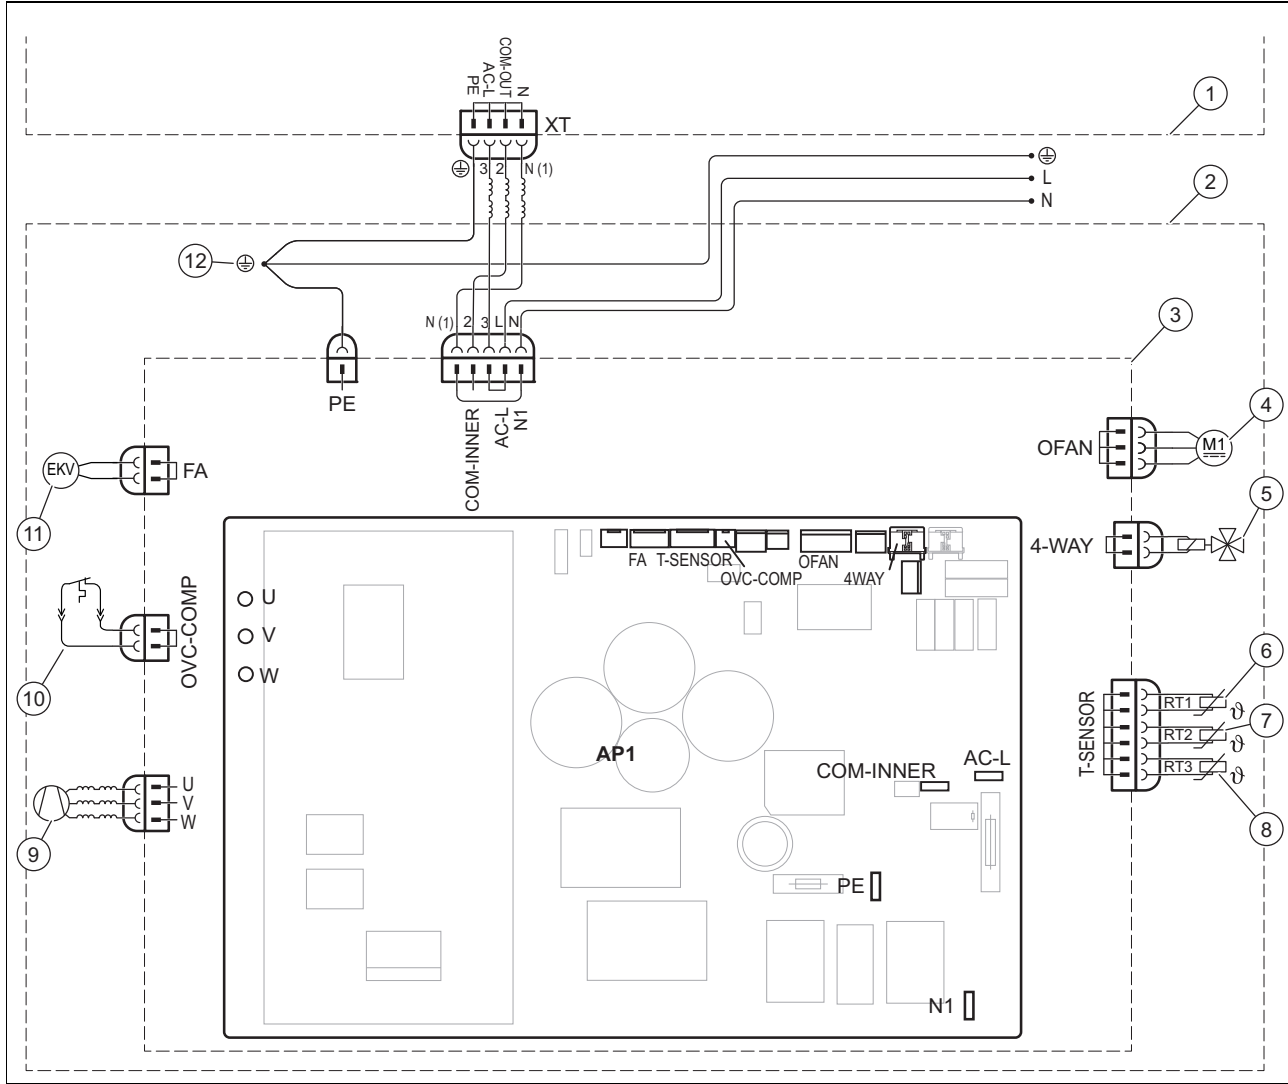 PE
AC-L
COM-OUT
N
XT
1
3
2
N (1)
L
N
2
12
N (1)
2
3
L
N
3
PE
COM-INNER
AC-L
N1
4
OFAN
M1
EKV
FA
11
5
4-WAY
FA
T-SENSOR
OVC-COMP
OFAN
4WAY
OVC-COMP
10
U
V
W
6
T-SENSOR
RT1
ϑ
7
RT2
ϑ
RT3
ϑ
8
AP1
COM-INNER
AC-L
U
V
W
9
PE
N1